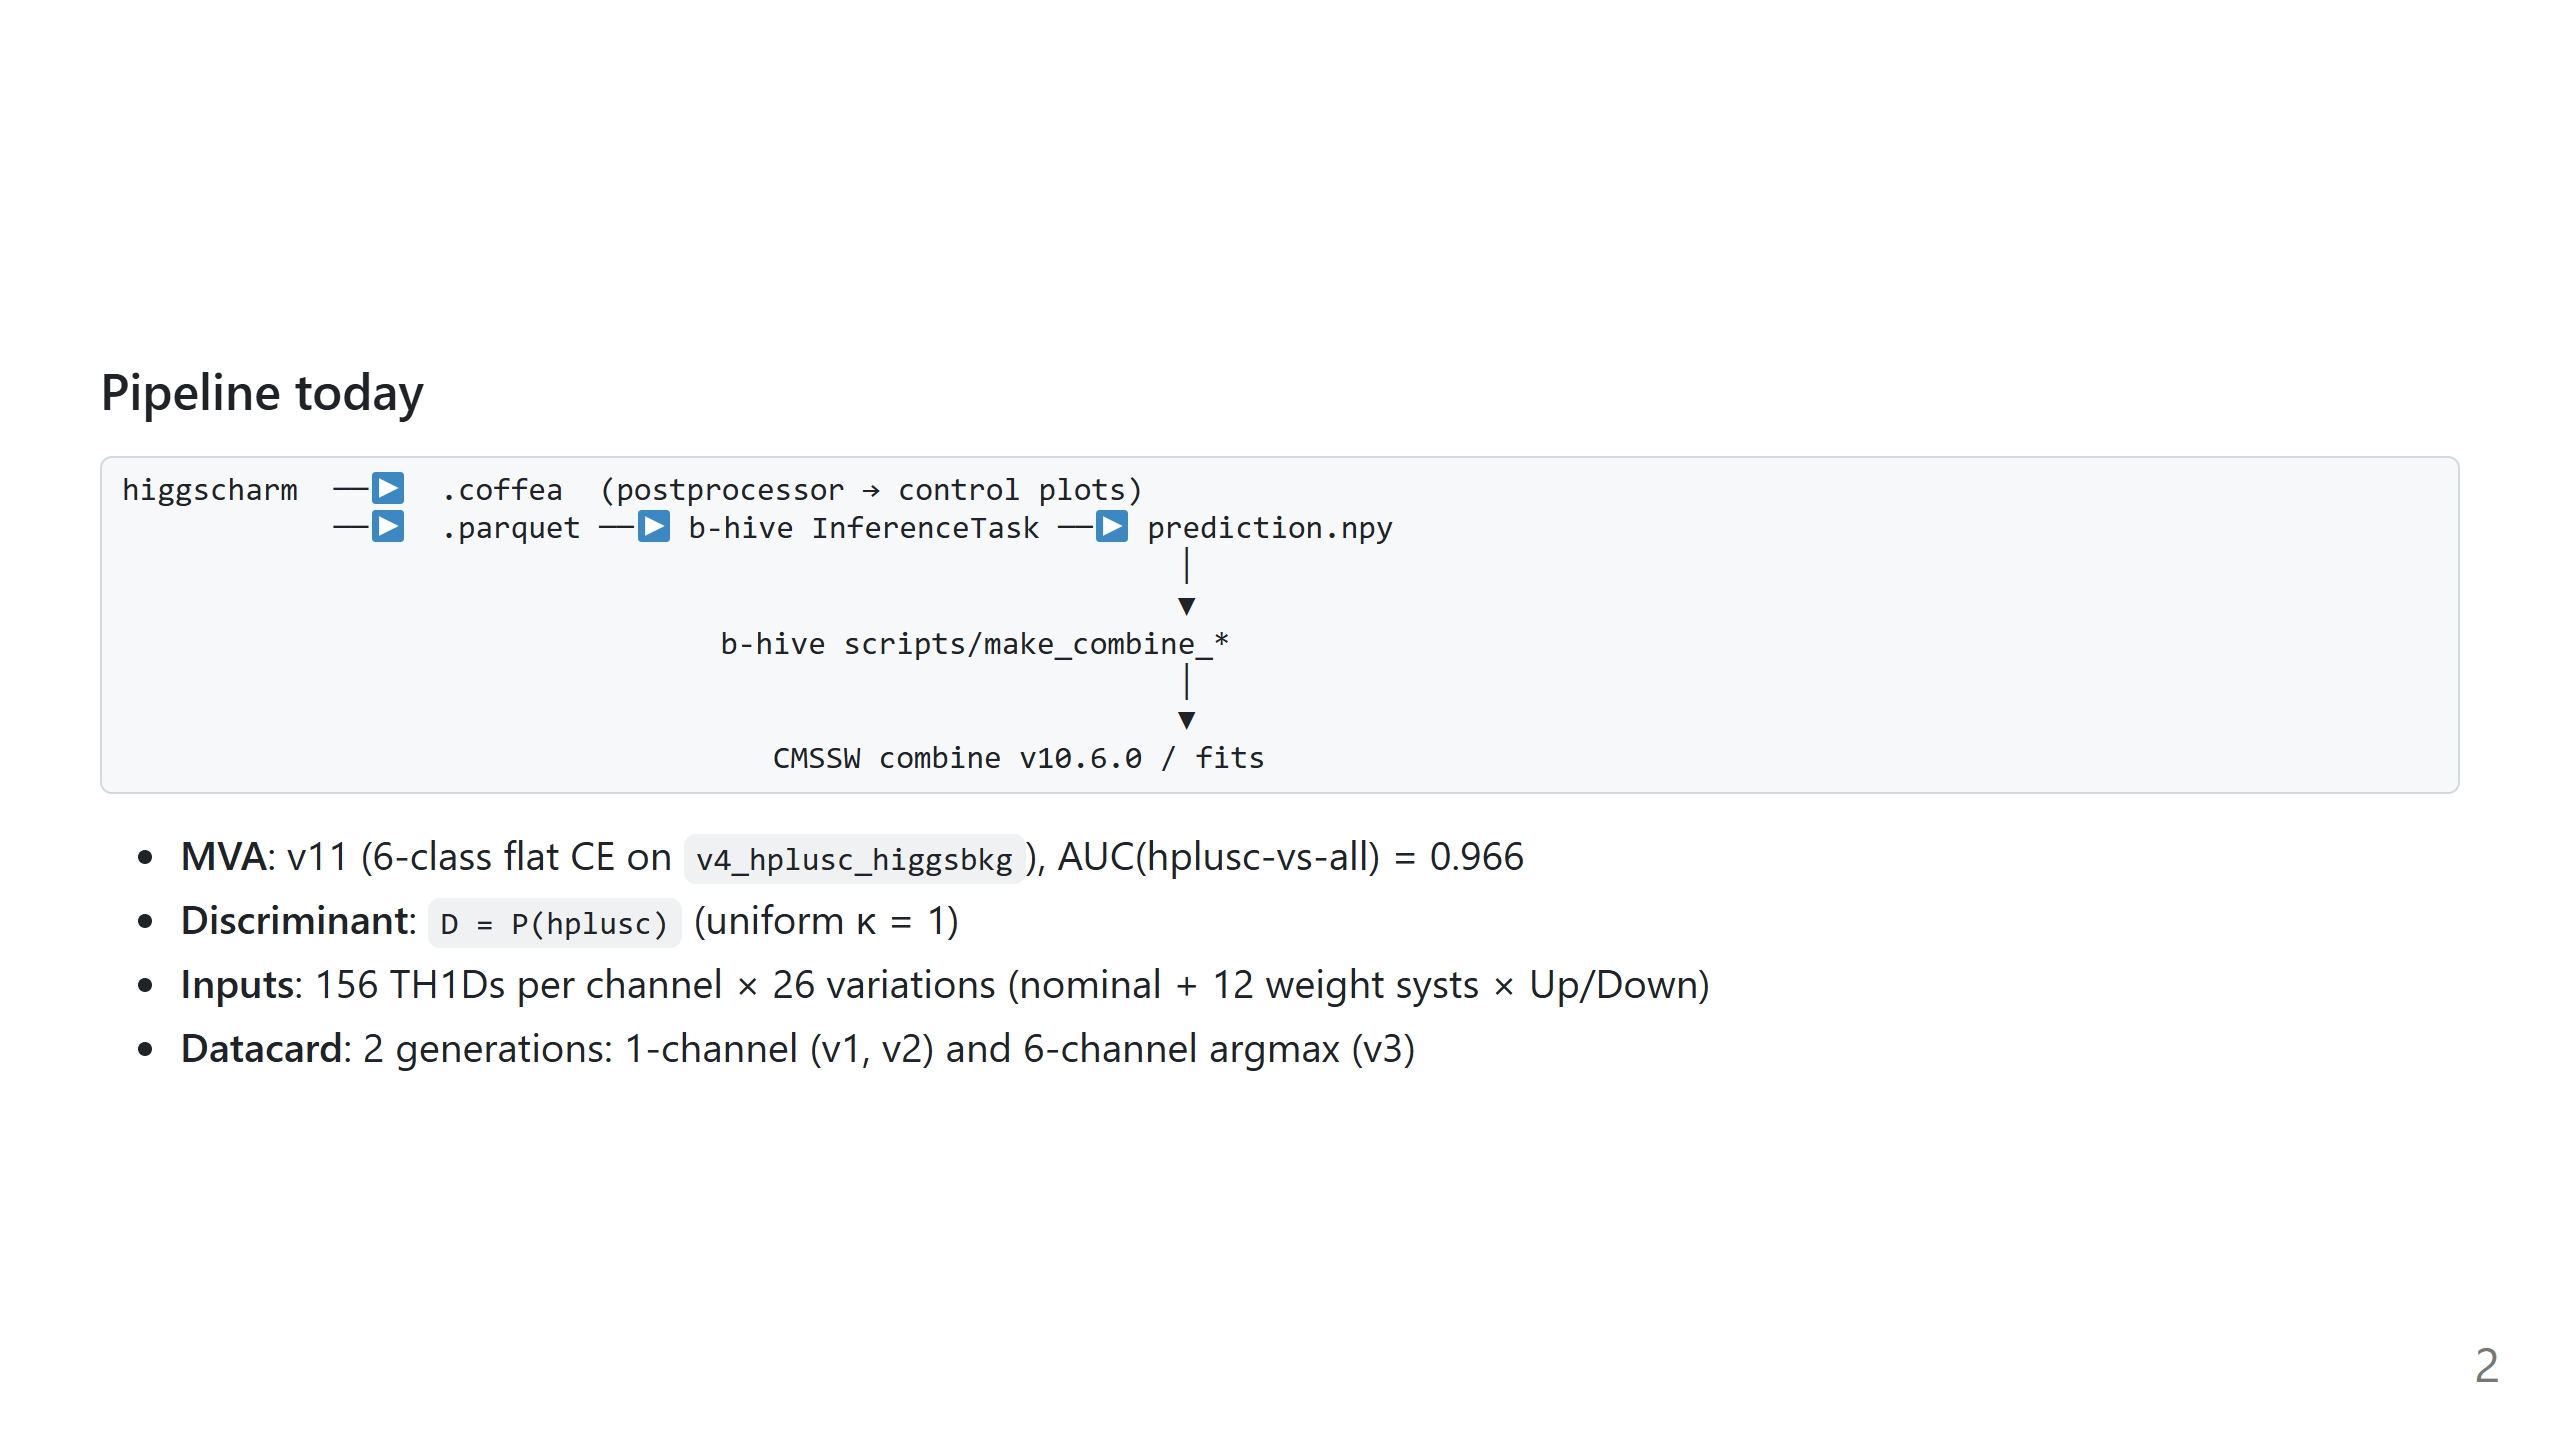 Pipeline today
higgscharm ──▶ .coffea (postprocessor → control plots)
──▶ .parquet ──▶ b-hive InferenceTask ──▶ prediction.npy
│
▼
b-hive scripts/make_combine_*
│
▼
CMSSW combine v10.6.0 / fits
• MVA: v11 (6-class flat CE on v4_hplusc_higgsbkg), AUC(hplusc-vs-all) = 0.966
• Discriminant: D = P(hplusc) (uniform κ = 1)
• Inputs: 156 TH1Ds per channel × 26 variations (nominal + 12 weight systs × Up/Down)
• Datacard: 2 generations: 1-channel (v1, v2) and 6-channel argmax (v3)
2